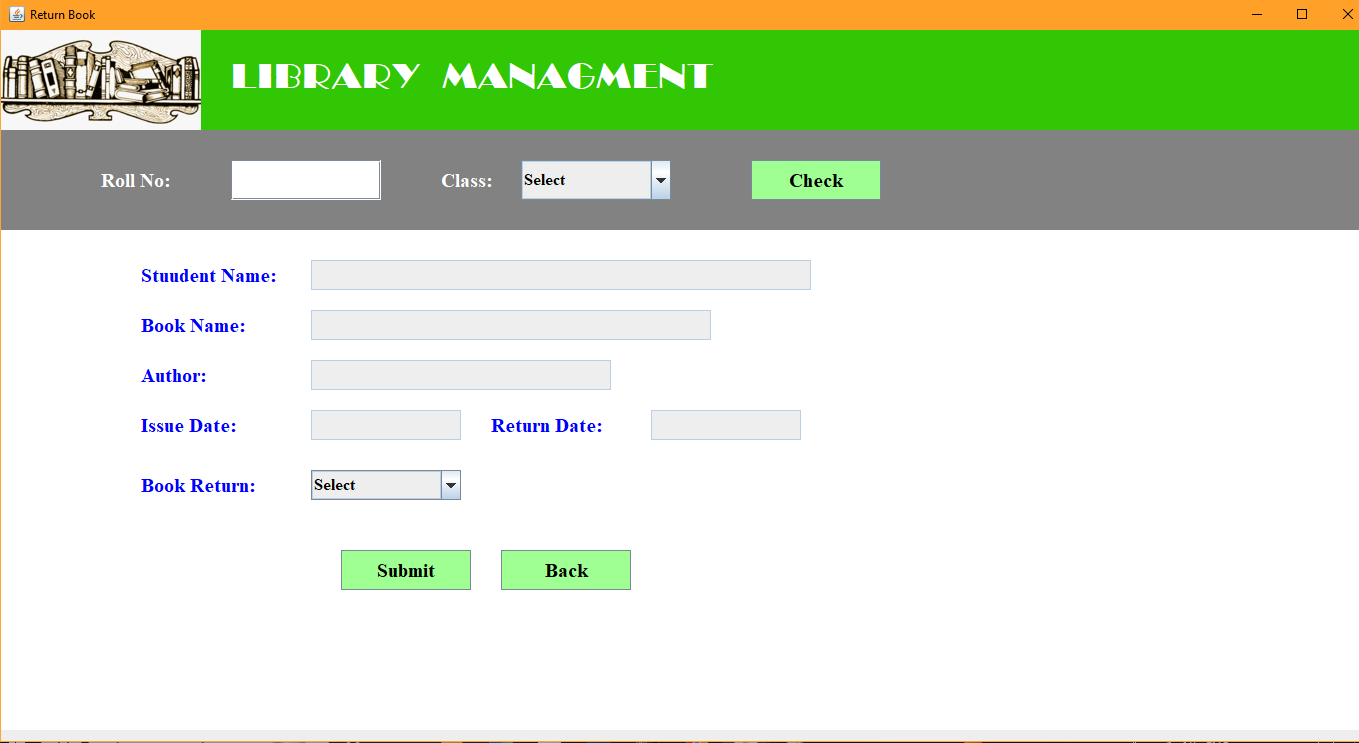 Return Book
LIBRARY MANAGMENT
Roll No: Class: Select Check
Stuudent Name:
Book Name:
Author:
Issue Date: Return Date:
Book Return: Select
Submit Back